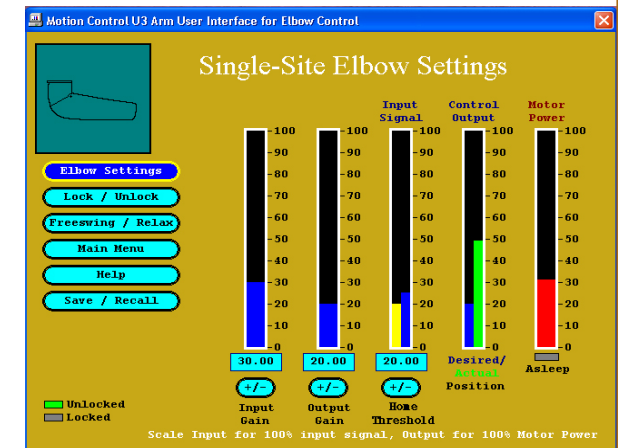 Motion Control U3 Arm User Interface for Elbow Control
Single-Site Elbow Settings
Input Signal
Control Output
Motor Power
100 100 100 100 100
90 90 90 90 90
80 80 80 80 80
70 70 70 70 70
60 60 60 60 60
50 50 50 50 50
40 40 40 40 40
30 30 30 30 30
20 20 20 20 20
10 10 10 10 10
0 0 0 0 0
Elbow Settings
Lock / Unlock
Freeswing / Relax
Main Menu
Help
Save / Recall
30.00 20.00 20.00
+/- +/- +/-
Input Gain
Output Gain
Home Threshold
Desired/
Actual
Position
Asleep
Unlocked
Locked
Scale Input for 100% input signal, Output for 100% Motor Power